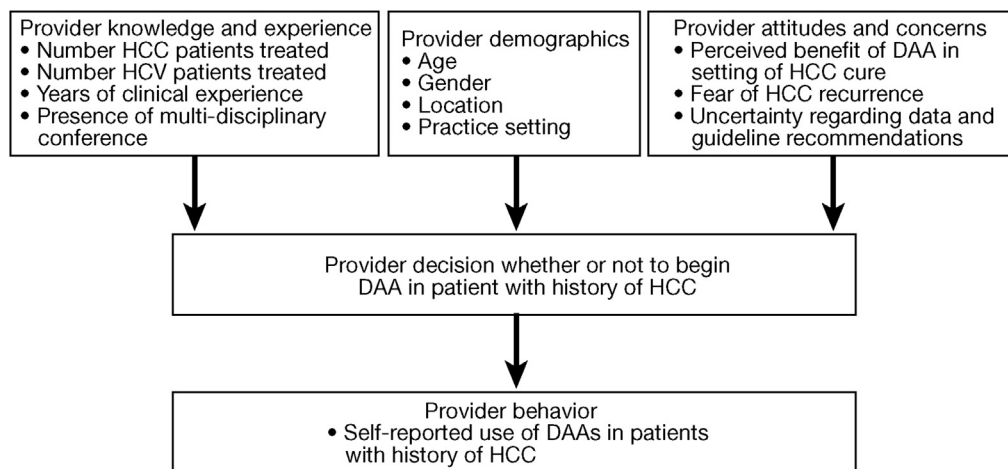 Provider knowledge and experience
• Number HCC patients treated
• Number HCV patients treated
• Years of clinical experience
• Presence of multi-disciplinary
conference
Provider demographics
• Age
• Gender
• Location
• Practice setting
Provider attitudes and concerns
• Perceived benefit of DAA in
setting of HCC cure
• Fear of HCC recurrence
• Uncertainty regarding data and
guideline recommendations
Provider decision whether or not to begin
DAA in patient with history of HCC
Provider behavior
• Self-reported use of DAAs in patients
with history of HCC